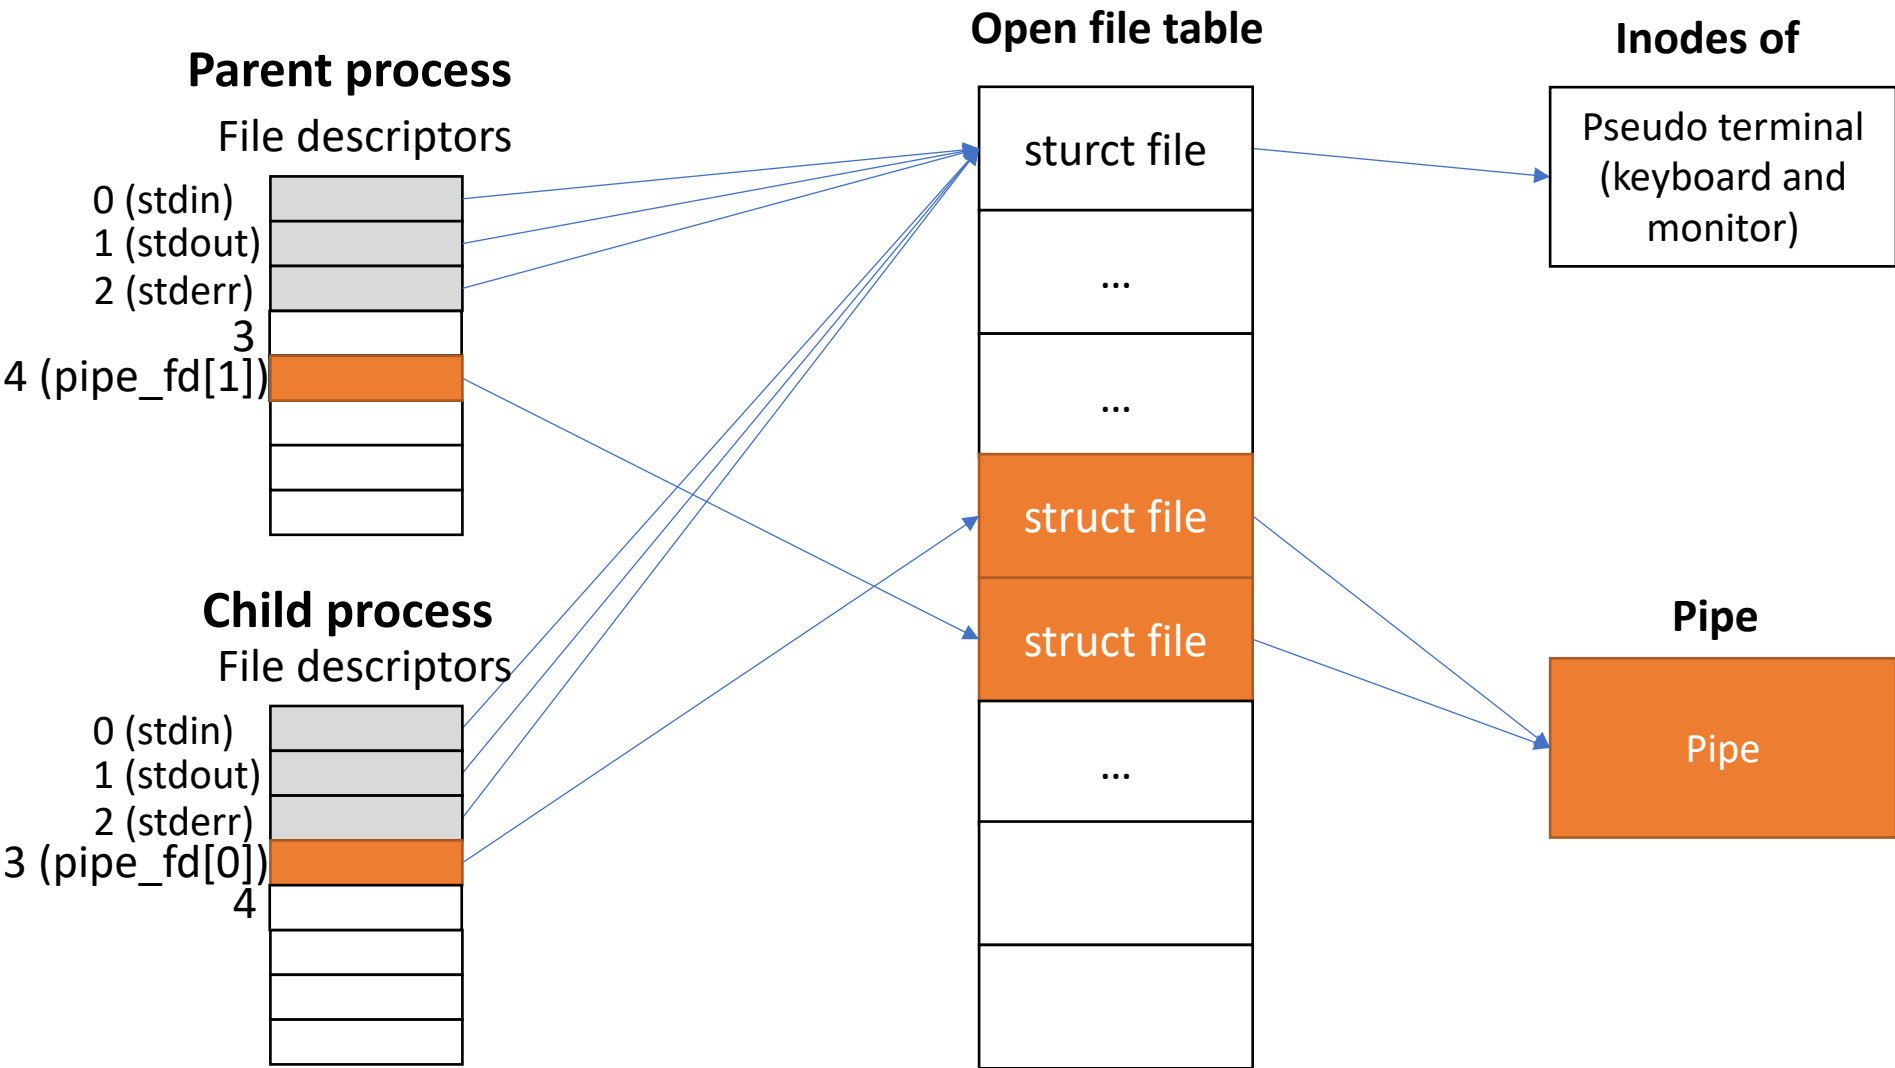 Parent process
File descriptors
0 (stdin)
1 (stdout)
2 (stderr)
3
4 (pipe_fd[1])
Child process
File descriptors
0 (stdin)
1 (stdout)
2 (stderr)
3 (pipe_fd[0])
4
Open file table
sturct file
...
...
struct file
struct file
...
Inodes of
Pseudo terminal
(keyboard and
monitor)
Pipe
Pipe